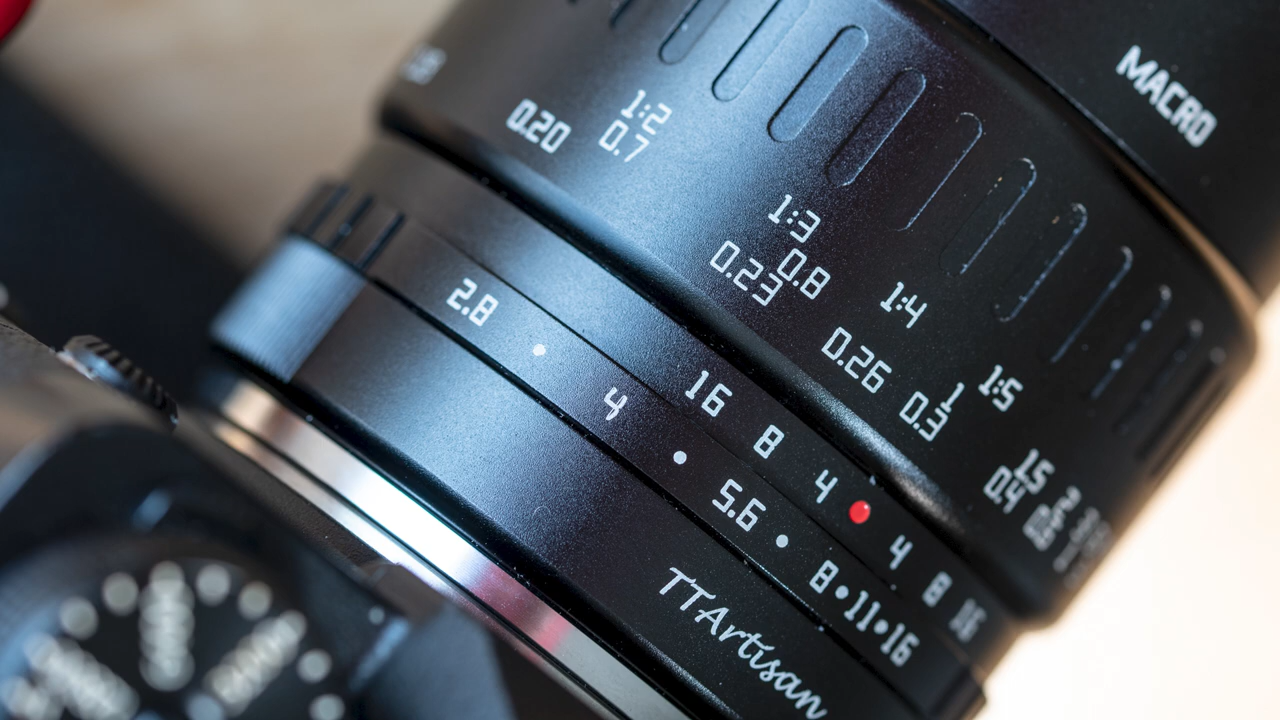 MACRO
1:2
0.20 0.7
1:3
0.23 0.8
1:4
0.26
1:5
0.3 1
1.5
0.4
16 8 4 4 8 16
2.8 • 4 • 5.6 • 8•11•16
TTArtisan